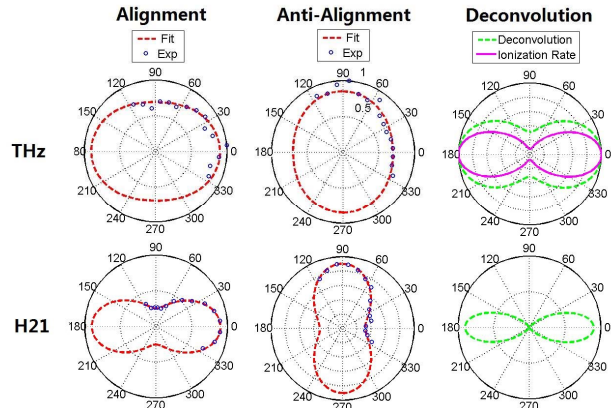 Alignment Anti-Alignment Deconvolution
Fit Fit Deconvolution
Exp Exp Ionization Rate
THz
90 60 30 0 330 300 270 240 210 80 150 120
90 1 60 0.5 30 0 330 300 270 240 210 180 150 120
90 60 30 0 330 300 270 240 210 180 150 120
H21
90 60 30 0 330 300 270 240 210 180 150 120
90 60 30 0 330 300 270 240 210 180 150 120
90 60 30 0 330 300 270 240 210 180 150 120